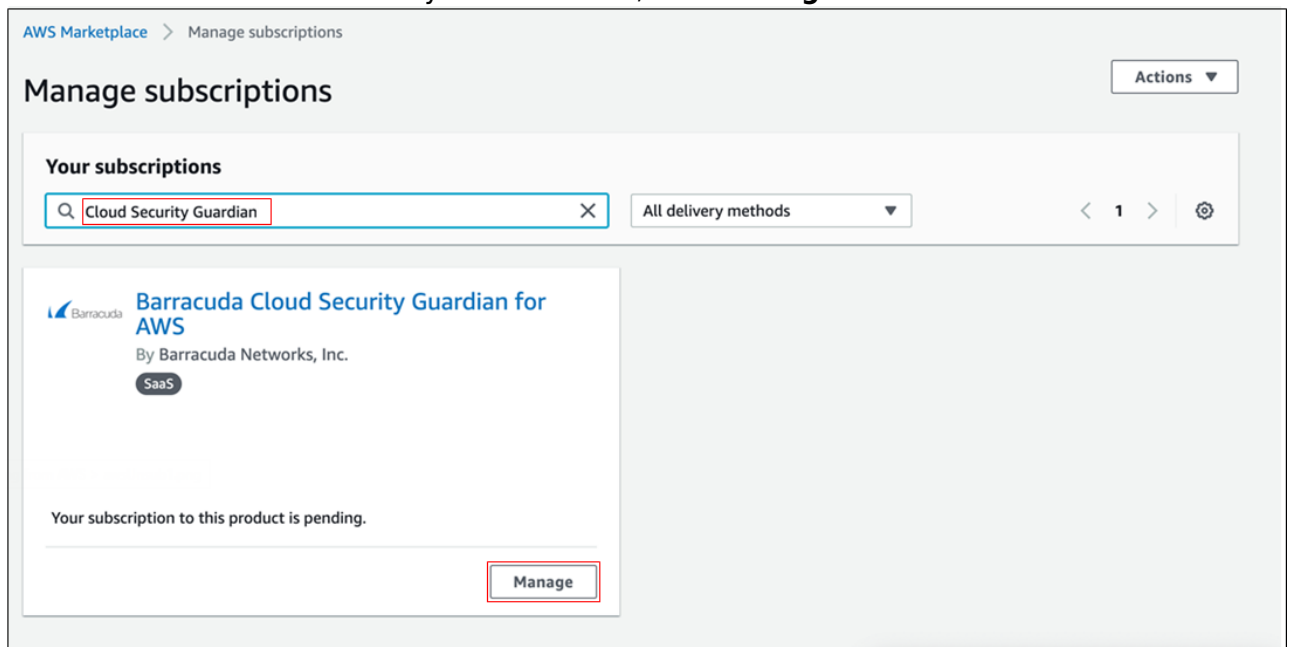 AWS Marketplace > Manage subscriptions
Manage subscriptions
Actions
Your subscriptions
Cloud Security Guardian
All delivery methods
< 1 >
Barracuda
Barracuda Cloud Security Guardian for
AWS
By Barracuda Networks, Inc.
SaaS
Your subscription to this product is pending.
Manage